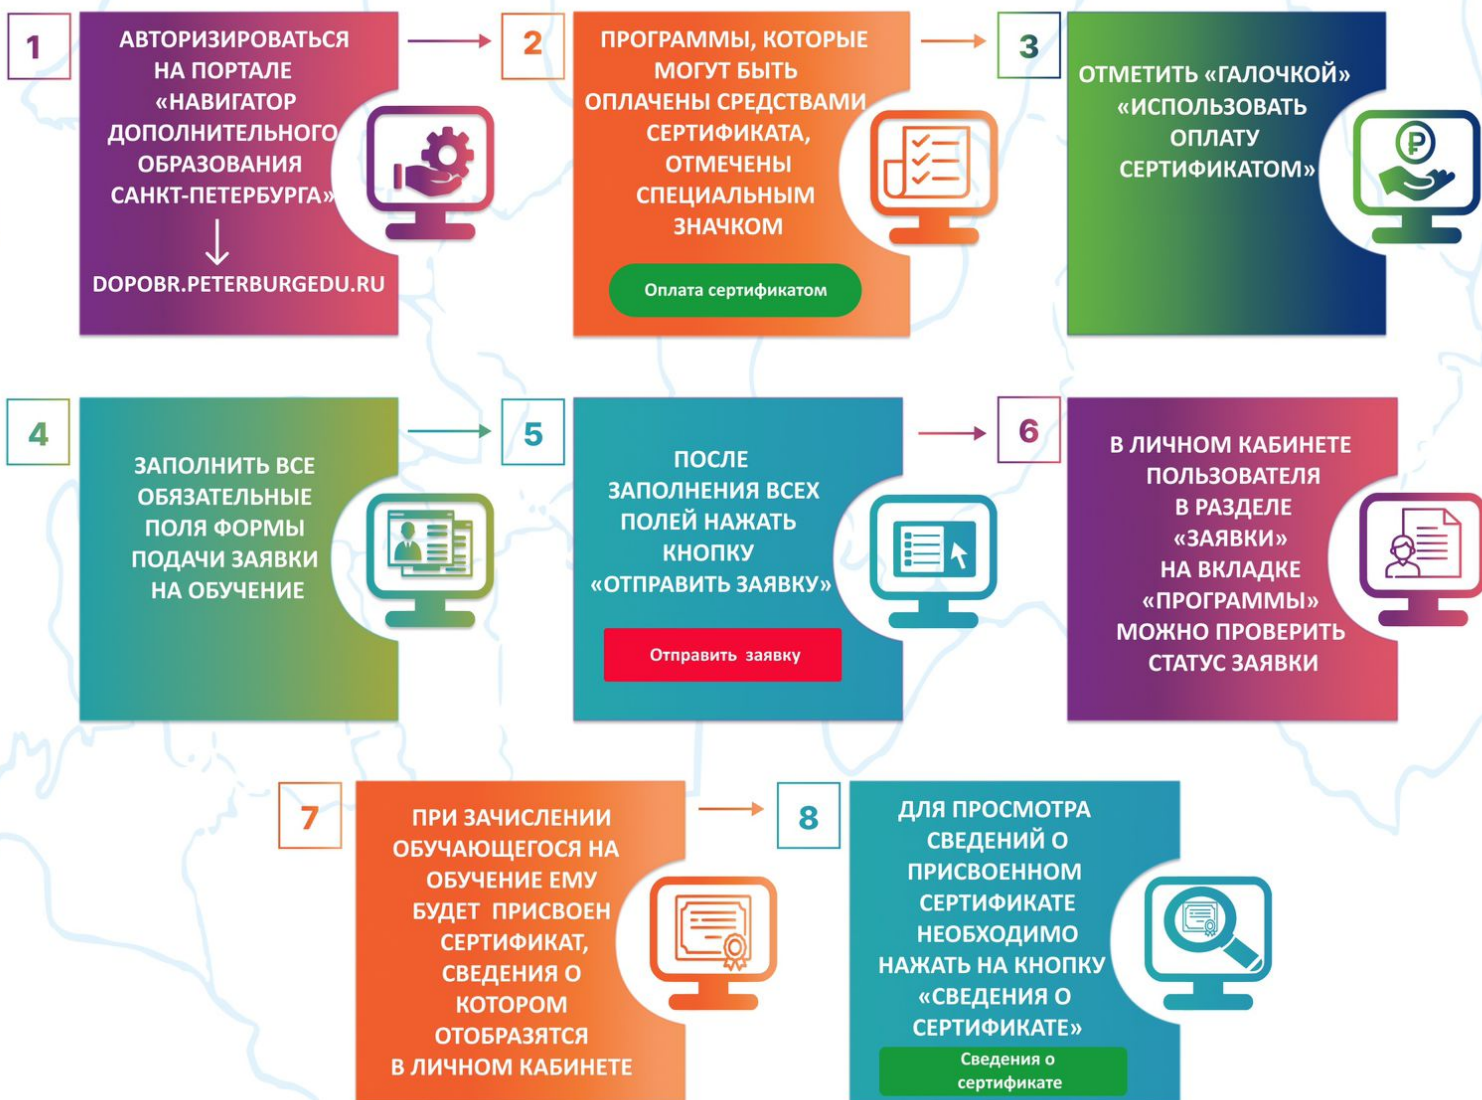 1
АВТОРИЗИРОВАТЬСЯ
НА ПОРТАЛЕ
«НАВИГАТОР
ДОПОЛНИТЕЛЬНОГО
ОБРАЗОВАНИЯ
САНКТ-ПЕТЕРБУРГА»
DOPOBR.PETERBURGEDU.RU
2
ПРОГРАММЫ, КОТОРЫЕ
МОГУТ БЫТЬ
ОПЛАЧЕНЫ СРЕДСТВАМИ
СЕРТИФИКАТА,
ОТМЕЧЕНЫ
СПЕЦИАЛЬНЫМ
ЗНАЧКОМ
Оплата сертификатом
3
ОТМЕТИТЬ «ГАЛОЧКОЙ»
«ИСПОЛЬЗОВАТЬ
ОПЛАТУ
СЕРТИФИКАТОМ»
₽
4
ЗАПОЛНИТЬ ВСЕ
ОБЯЗАТЕЛЬНЫЕ
ПОЛЯ ФОРМЫ
ПОДАЧИ ЗАЯВКИ
НА ОБУЧЕНИЕ
5
ПОСЛЕ
ЗАПОЛНЕНИЯ ВСЕХ
ПОЛЕЙ НАЖАТЬ
КНОПКУ
«ОТПРАВИТЬ ЗАЯВКУ»
Отправить заявку
6
В ЛИЧНОМ КАБИНЕТЕ
ПОЛЬЗОВАТЕЛЯ
В РАЗДЕЛЕ
«ЗАЯВКИ»
НА ВКЛАДКЕ
«ПРОГРАММЫ»
МОЖНО ПРОВЕРИТЬ
СТАТУС ЗАЯВКИ
7
ПРИ ЗАЧИСЛЕНИИ
ОБУЧАЮЩЕГОСЯ НА
ОБУЧЕНИЕ ЕМУ
БУДЕТ ПРИСВОЕН
СЕРТИФИКАТ,
СВЕДЕНИЯ О
КОТОРОМ
ОТОБРАЗЯТСЯ
В ЛИЧНОМ КАБИНЕТЕ
8
ДЛЯ ПРОСМОТРА
СВЕДЕНИЙ О
ПРИСВОЕННОМ
СЕРТИФИКАТЕ
НЕОБХОДИМО
НАЖАТЬ НА КНОПКУ
«СВЕДЕНИЯ О
СЕРТИФИКАТЕ»
Сведения о
сертификате